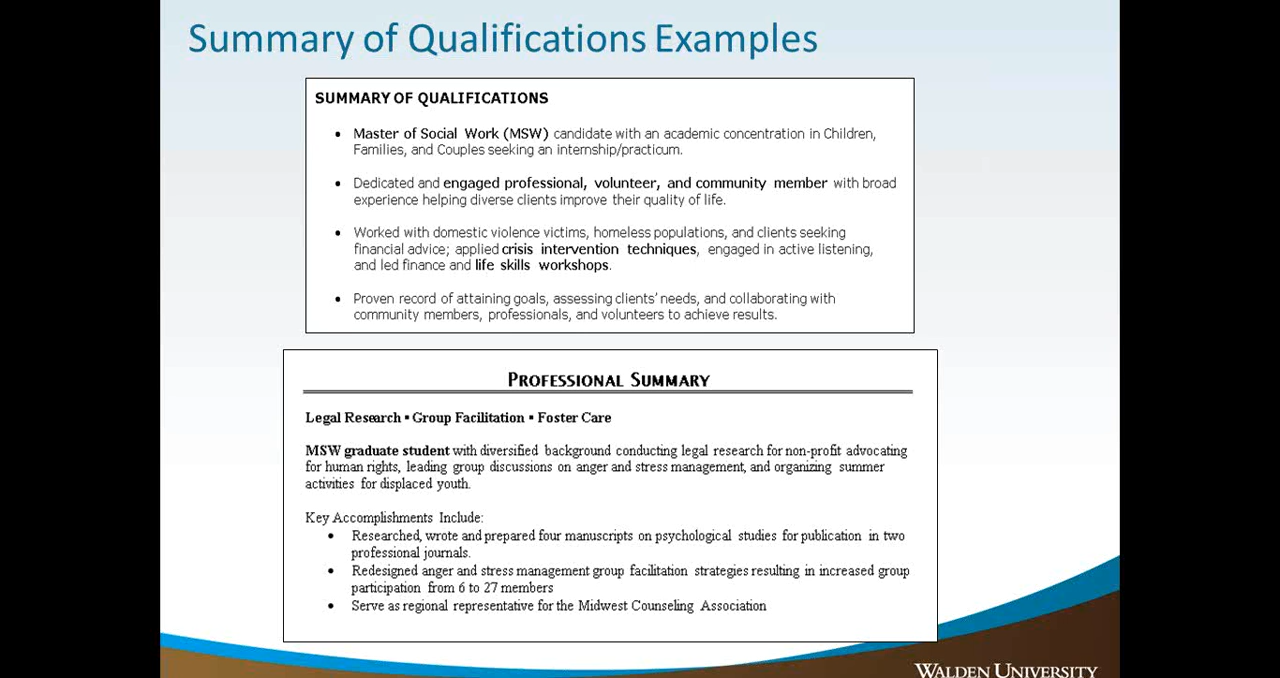 Summary of Qualifications Examples
SUMMARY OF QUALIFICATIONS
• Master of Social Work (MSW) candidate with an academic concentration in Children,
Families, and Couples seeking an internship/practicum.
• Dedicated and engaged professional, volunteer, and community member with broad
experience helping diverse clients improve their quality of life.
• Worked with domestic violence victims, homeless populations, and clients seeking
financial advice; applied crisis intervention techniques, engaged in active listening,
and led finance and life skills workshops.
• Proven record of attaining goals, assessing clients' needs, and collaborating with
community members, professionals, and volunteers to achieve results.
PROFESSIONAL SUMMARY
Legal Research ▪ Group Facilitation ▪ Foster Care
MSW graduate student with diversified background conducting legal research for non-profit advocating
for human rights, leading group discussions on anger and stress management, and organizing summer
activities for displaced youth.
Key Accomplishments Include:
• Researched, wrote and prepared four manuscripts on psychological studies for publication in two
professional journals.
• Redesigned anger and stress management group facilitation strategies resulting in increased group
participation from 6 to 27 members
• Serve as regional representative for the Midwest Counseling Association
WALDEN UNIVERSITY